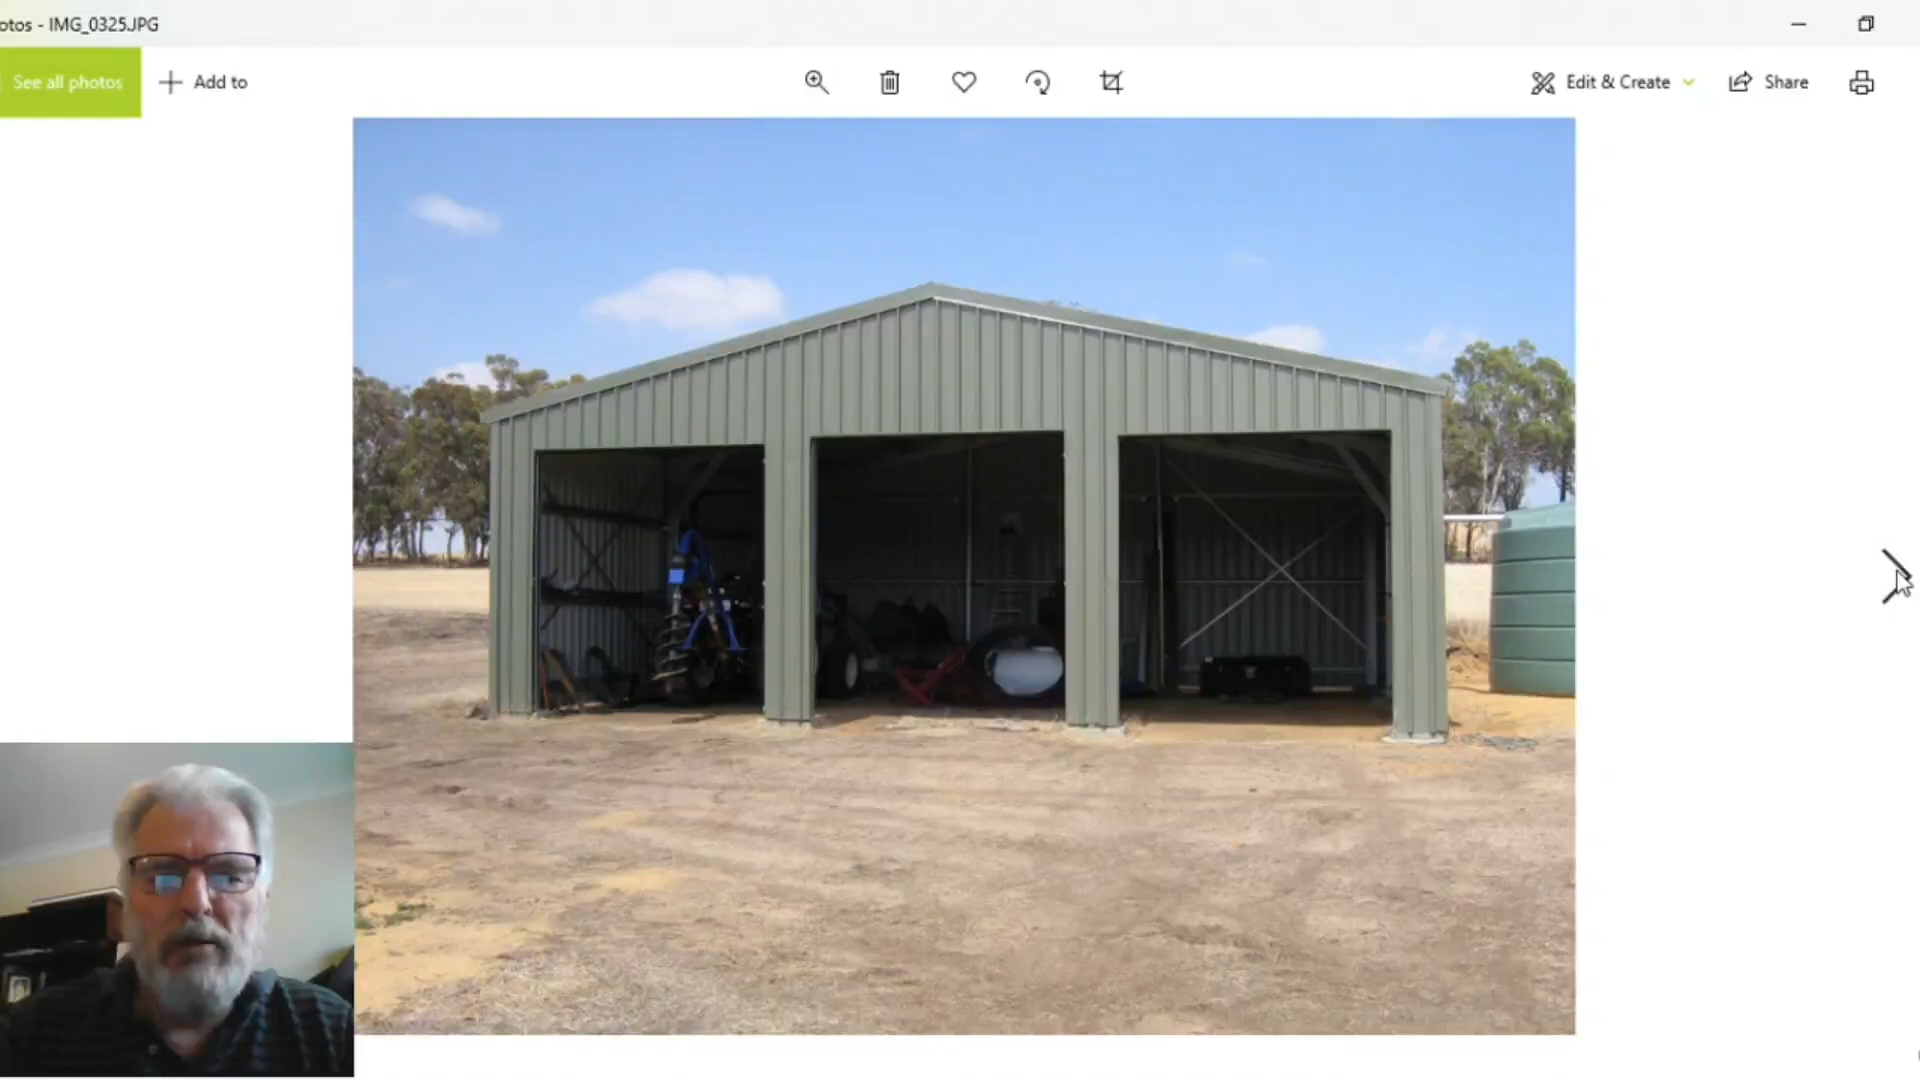 otos - IMG_0325.JPG
See all photos
Add to
Edit & Create
Share